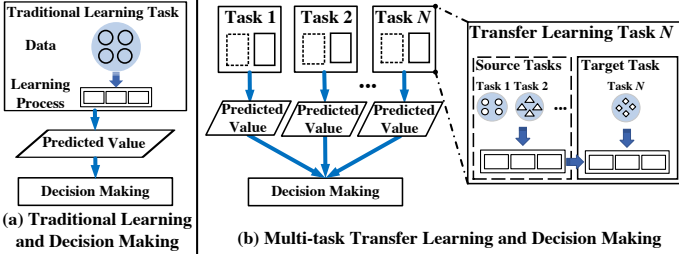 Traditional Learning Task
Data
Learning
Process
Predicted Value
Decision Making
(a) Traditional Learning
and Decision Making
Task 1
Task 2
Task N
...
Predicted
Value
Predicted
Value
Predicted
Value
Decision Making
Transfer Learning Task N
Source Tasks
Task 1
Task 2
...
Target Task
Task N
(b) Multi-task Transfer Learning and Decision Making